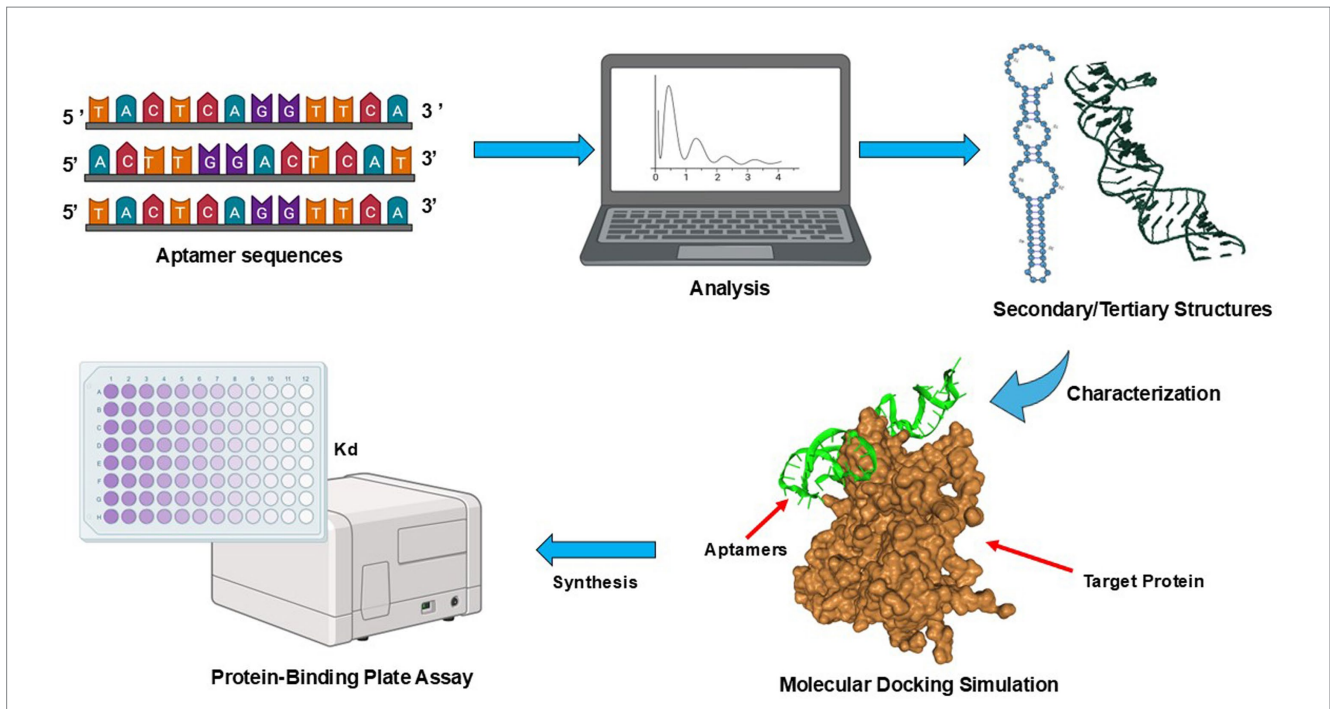 5' T A C T C A G G T T C A 3'
5' A C T T G G A C T C A T 3'
5' T A C T C A G G T T C A 3'
Aptamer sequences
0 1 2 3 4
Analysis
Secondary/Tertiary Structures
Characterization
Aptamers
Target Protein
Molecular Docking Simulation
Synthesis
1 2 3 4 5 6 7 8 9 10 11 12
A
B
C
D
E
F
G
H
Kd
Protein-Binding Plate Assay